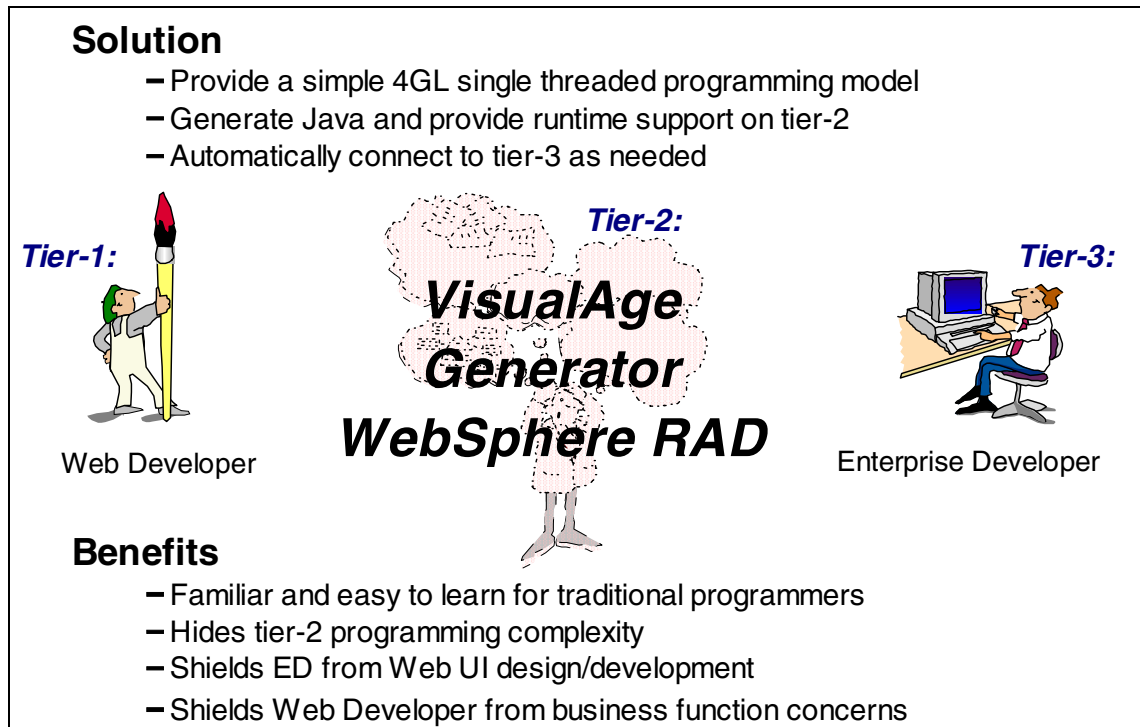 Solution
– Provide a simple 4GL single threaded programming model
– Generate Java and provide runtime support on tier-2
– Automatically connect to tier-3 as needed
Tier-1:
Tier-2:
Tier-3:
VisualAge
Generator
WebSphere RAD
Web Developer
Enterprise Developer
Benefits
– Familiar and easy to learn for traditional programmers
– Hides tier-2 programming complexity
– Shields ED from Web UI design/development
– Shields Web Developer from business function concerns